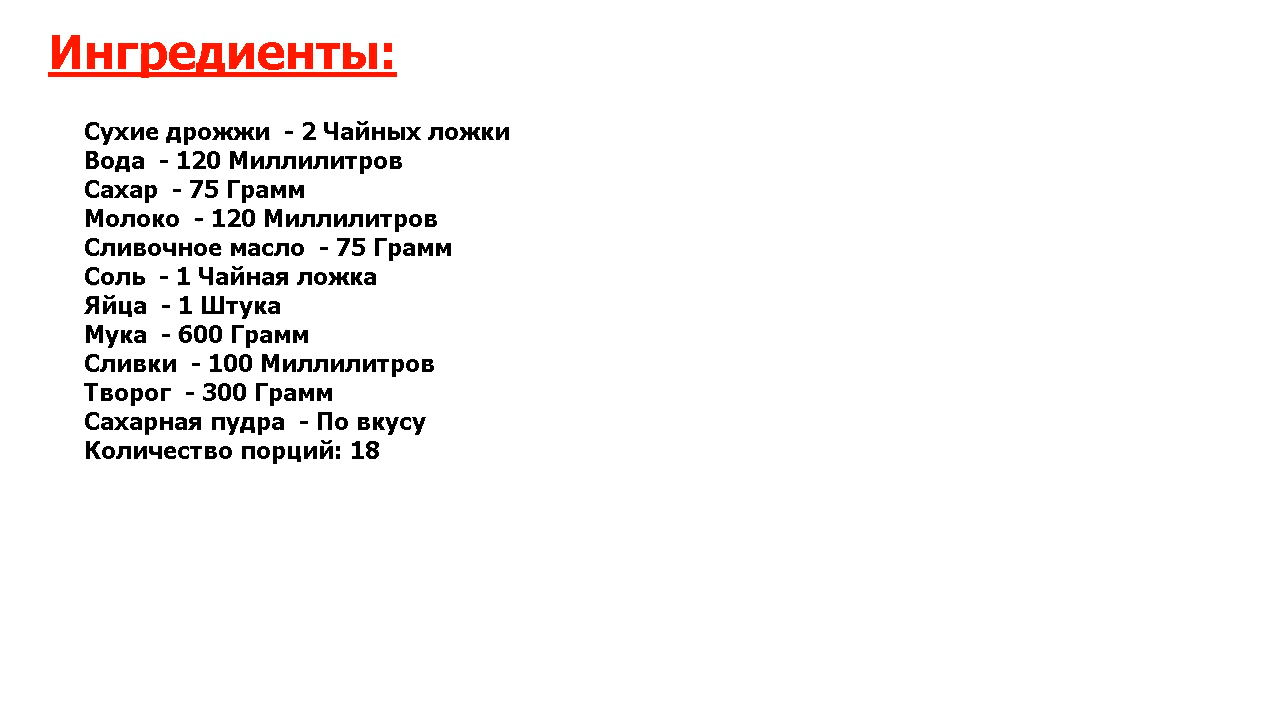 Ингредиенты:
Сухие дрожжи  - 2 Чайных ложки
Вода  - 120 Миллилитров
Сахар  - 75 Грамм
Молоко  - 120 Миллилитров
Сливочное масло  - 75 Грамм
Соль  - 1 Чайная ложка
Яйца  - 1 Штука
Мука  - 600 Грамм
Сливки  - 100 Миллилитров
Творог  - 300 Грамм
Сахарная пудра  - По вкусу
Количество порций: 18